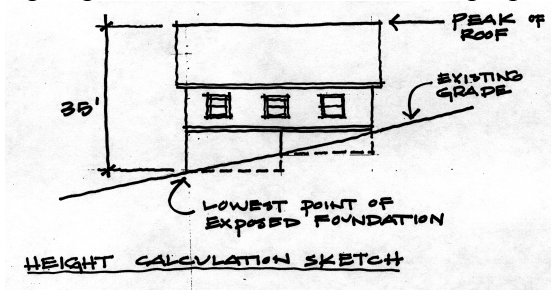 PEAK OF
ROOF
EXISTING
GRADE
35'
LOWEST POINT OF
EXPOSED FOUNDATION
HEIGHT CALCULATION SKETCH